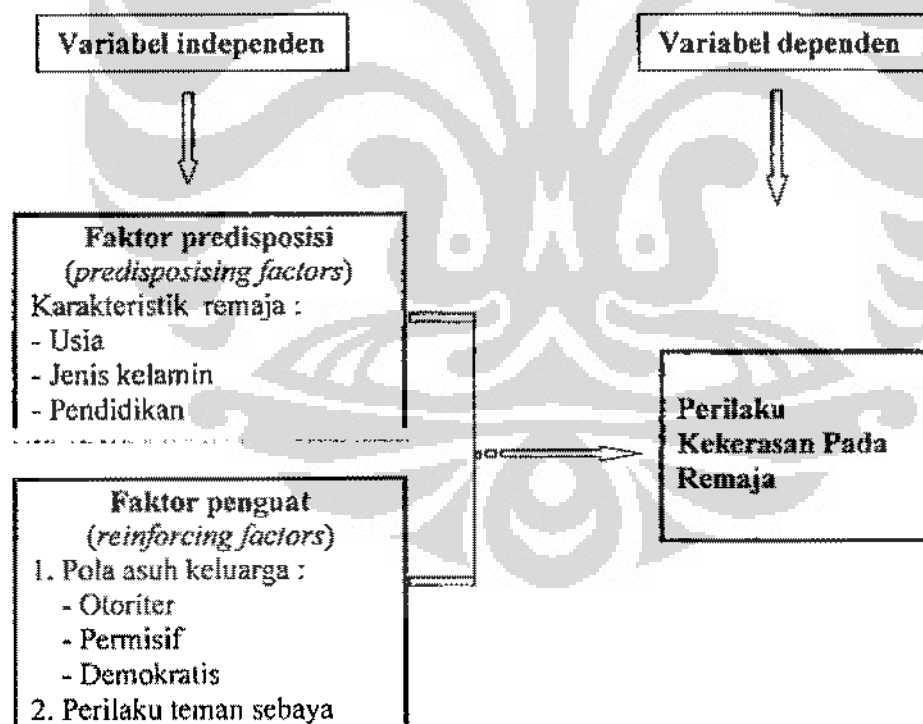 Variabel independen
Variabel dependen
Faktor predisposisi
(predisposising factors)
Karakteristik remaja :
- Usia
- Jenis kelamin
- Pendidikan
Faktor penguat
(reinforcing factors)
1. Pola asuh keluarga :
- Otoriter
- Permisif
- Demokratis
2. Perilaku teman sebaya
Perilaku
Kekerasan Pada
Remaja